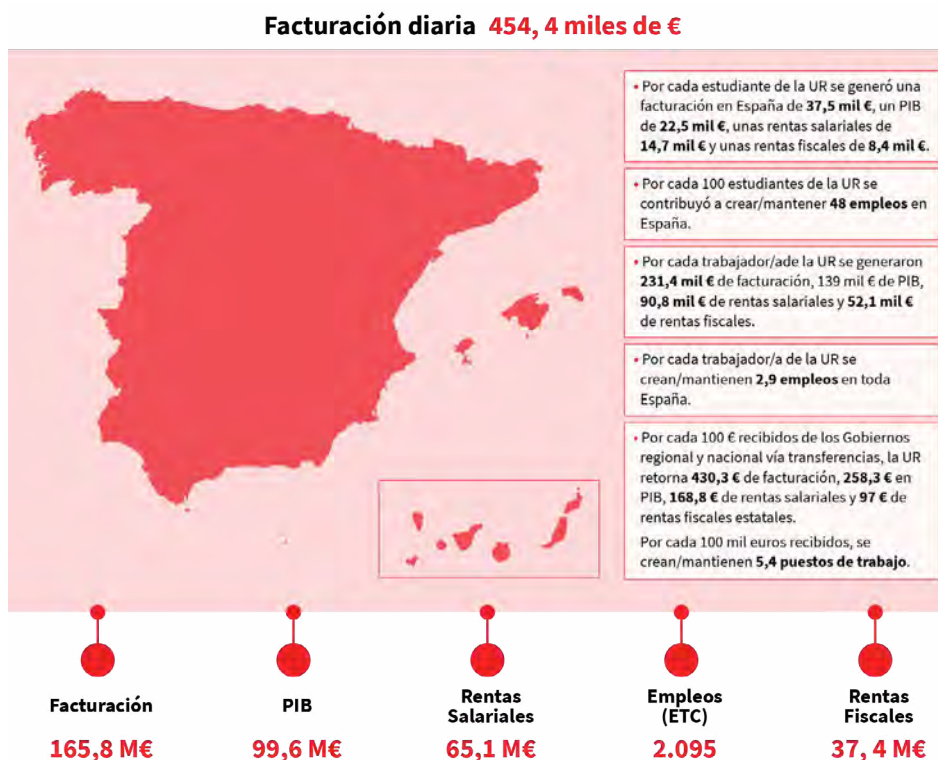 Facturación diaria 454, 4 miles de €
• Por cada estudiante de la UR se generó una
facturación en España de 37,5 mil €, un PIB
de 22,5 mil €, unas rentas salariales de
14,7 mil € y unas rentas fiscales de 8,4 mil €.
• Por cada 100 estudiantes de la UR se
contribuyó a crear/mantener 48 empleos en
España.
• Por cada trabajador/ade la UR se generaron
231,4 mil € de facturación, 139 mil € de PIB,
90,8 mil € de rentas salariales y 52,1 mil €
de rentas fiscales.
• Por cada trabajador/a de la UR se
crean/mantienen 2,9 empleos en toda
España.
• Por cada 100 € recibidos de los Gobiernos
regional y nacional vía transferencias, la UR
retorna 430,3 € de facturación, 258,3 € en
PIB, 168,8 € de rentas salariales y 97 € de
rentas fiscales estatales.
Por cada 100 mil euros recibidos, se
crean/mantienen 5,4 puestos de trabajo.
Facturación
165,8 M€
PIB
99,6 M€
Rentas
Salariales
65,1 M€
Empleos
(ETC)
2.095
Rentas
Fiscales
37, 4 M€